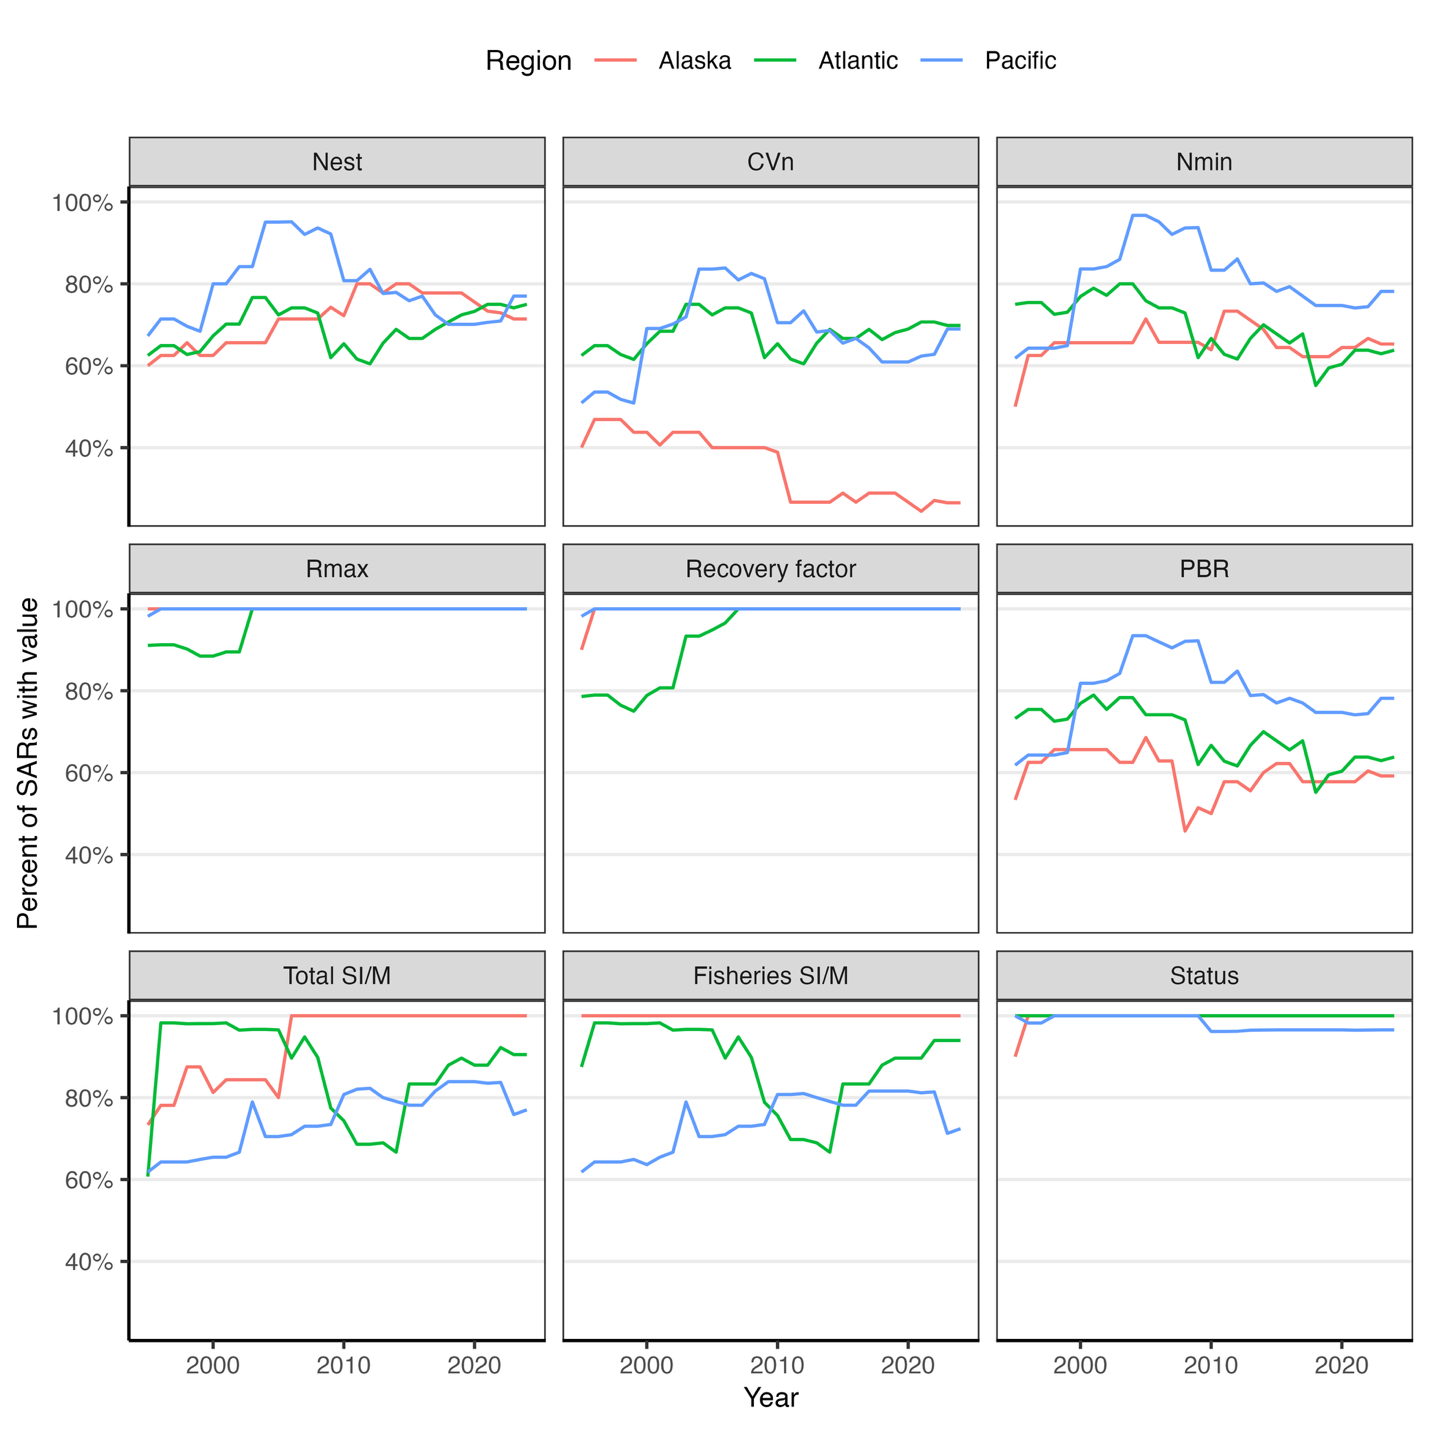 Region Alaska Atlantic Pacific
Nest CVn Nmin
100%
80%
60%
40%
Rmax Recovery factor PBR
100%
80%
60%
40%
Percent of SARs with value
Total SI/M Fisheries SI/M Status
100%
80%
60%
40%
2000 2010 2020 2000 2010 2020 2000 2010 2020
Year